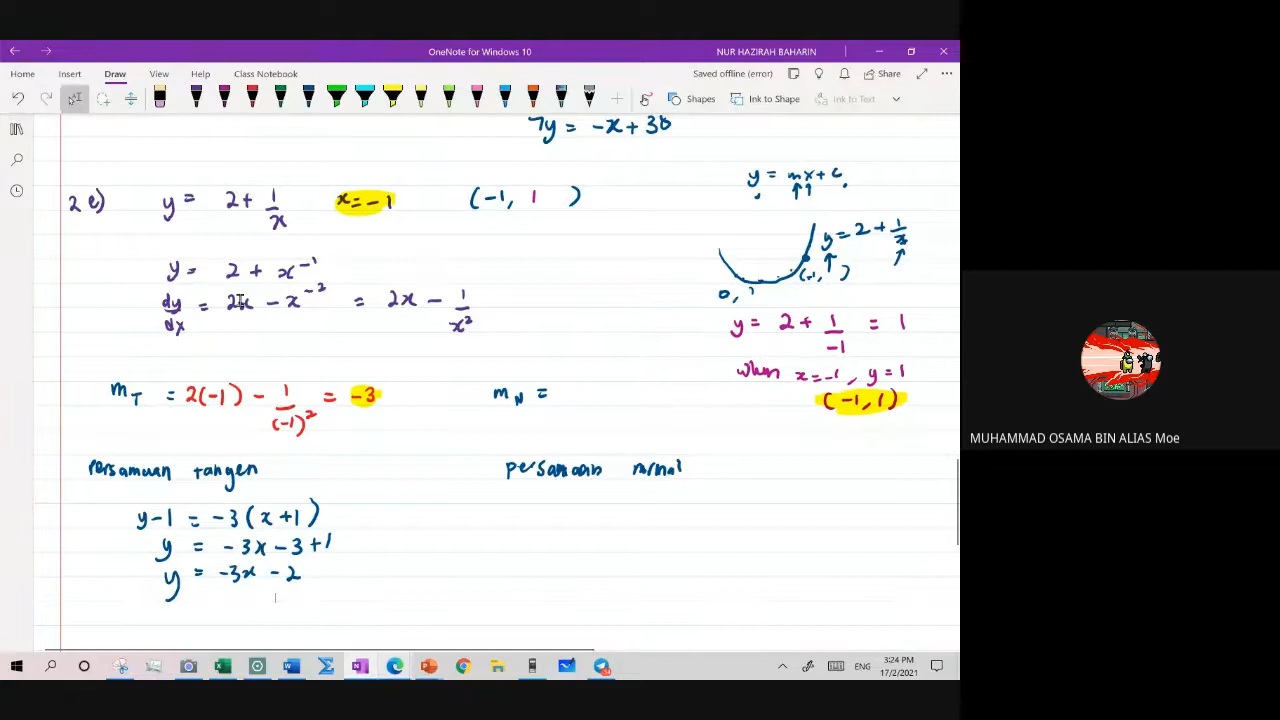 OneNote for Windows 10
NUR HAZIRAH BAHARIN
Home Insert Draw View Help Class Notebook
Saved offline (error)
Share
Shapes
Ink to Shape
Ink to Text
7y = -x + 38
2 e) y = 2 + 1/x x = -1 (-1, 1 )
y = mx + c
y = 2 + x⁻¹
y = 2 + 1/x
(-1, )
dy/dx = 2x - x⁻² = 2x - 1/x²
y = 2 + 1/-1 = 1
when x = -1, y = 1
(-1, 1)
m_T = 2(-1) - 1/(-1)² = -3
m_N =
persamaan tangen
persamaan normal
y - 1 = -3(x + 1)
y = -3x - 3 + 1
y = -3x - 2
MUHAMMAD OSAMA BIN ALIAS Moe
ENG
3:24 PM
17/2/2021